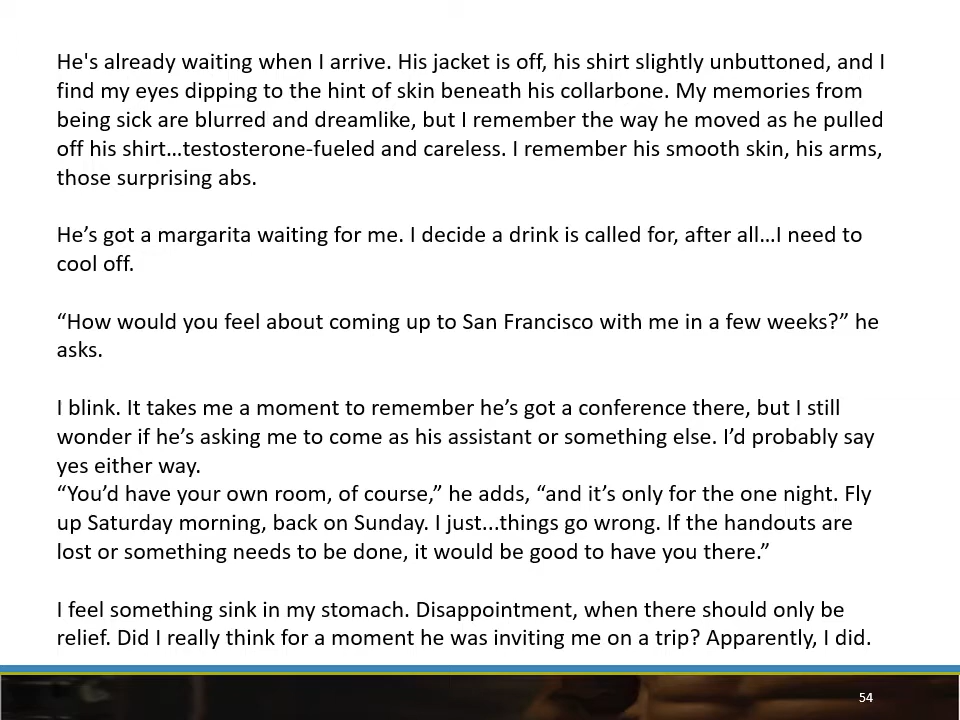 He's already waiting when I arrive. His jacket is off, his shirt slightly unbuttoned, and I
find my eyes dipping to the hint of skin beneath his collarbone. My memories from
being sick are blurred and dreamlike, but I remember the way he moved as he pulled
off his shirt…testosterone-fueled and careless. I remember his smooth skin, his arms,
those surprising abs.
He’s got a margarita waiting for me. I decide a drink is called for, after all…I need to
cool off.
“How would you feel about coming up to San Francisco with me in a few weeks?” he
asks.
I blink. It takes me a moment to remember he’s got a conference there, but I still
wonder if he’s asking me to come as his assistant or something else. I’d probably say
yes either way.
“You’d have your own room, of course,” he adds, “and it’s only for the one night. Fly
up Saturday morning, back on Sunday. I just...things go wrong. If the handouts are
lost or something needs to be done, it would be good to have you there.”
I feel something sink in my stomach. Disappointment, when there should only be
relief. Did I really think for a moment he was inviting me on a trip? Apparently, I did.
54